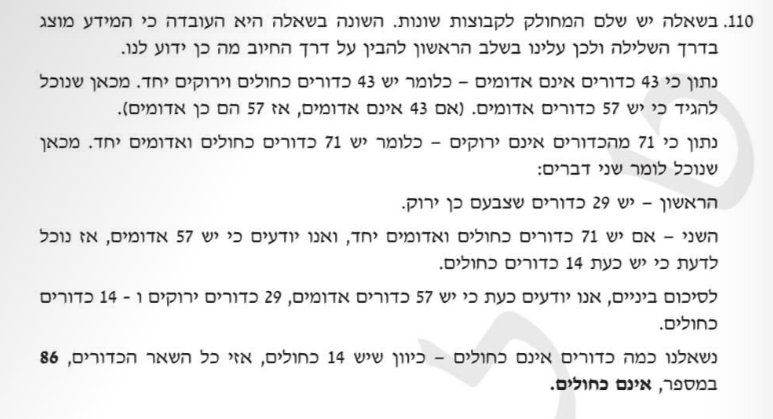 110. בשאלה יש שלם המחולק לקבוצות שונות. השונה בשאלה היא העובדה כי המידע מוצג
בדרך השלילה ולכן עלינו בשלב הראשון להבין על דרך החיוב מה כן ידוע לנו.
נתון כי 43 כדורים אינם אדומים – כלומר יש 43 כדורים כחולים וירוקים יחד. מכאן שנוכל
להגיד כי יש 57 כדורים אדומים. (אם 43 אינם אדומים, אז 57 הם כן אדומים).
נתון כי 71 מהכדורים אינם ירוקים – כלומר יש 71 כדורים כחולים ואדומים יחד. מכאן
שנוכל לומר שני דברים:
הראשון – יש 29 כדורים שצבעם כן ירוק.
השני – אם יש 71 כדורים כחולים ואדומים יחד, ואנו יודעים כי יש 57 אדומים, אז נוכל
לדעת כי יש כעת 14 כדורים כחולים.
לסיכום ביניים, אנו יודעים כעת כי יש 57 כדורים אדומים, 29 כדורים ירוקים ו - 14 כדורים
כחולים.
נשאלנו כמה כדורים אינם כחולים – כיוון שיש 14 כחולים, אזי כל השאר הכדורים, 86
במספר, אינם כחולים.